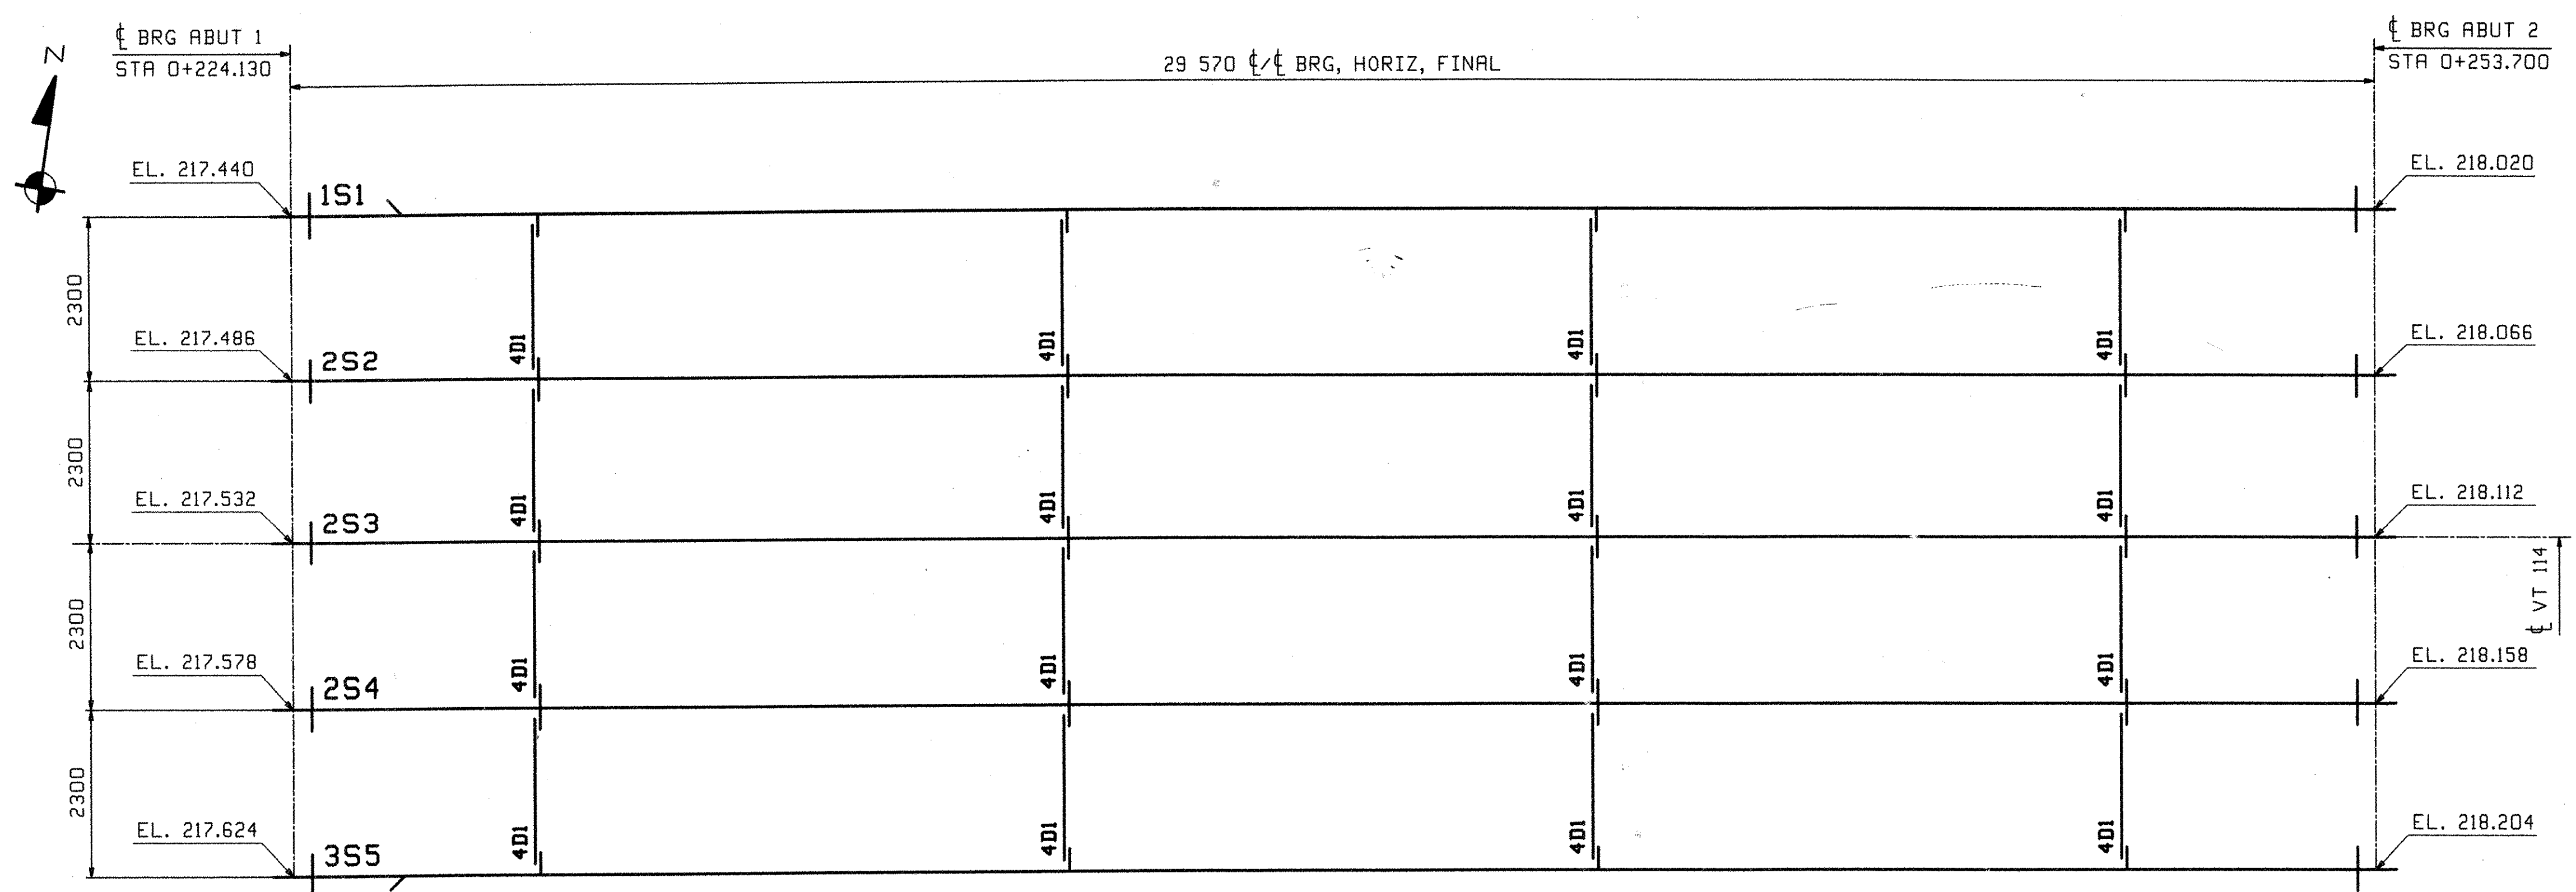 ℄ BRG ABUT 1
STA 0+224.130
N
29 570 ℄/℄ BRG, HORIZ, FINAL
℄ BRG ABUT 2
STA 0+253.700
EL. 217.440
1S1
EL. 218.020
2300
4D1 4D1 4D1 4D1
EL. 217.486
2S2
EL. 218.066
2300
4D1 4D1 4D1 4D1
EL. 217.532
2S3
EL. 218.112
℄ VT 114
2300
4D1 4D1 4D1 4D1
EL. 217.578
2S4
EL. 218.158
2300
4D1 4D1 4D1 4D1
EL. 217.624
3S5
EL. 218.204